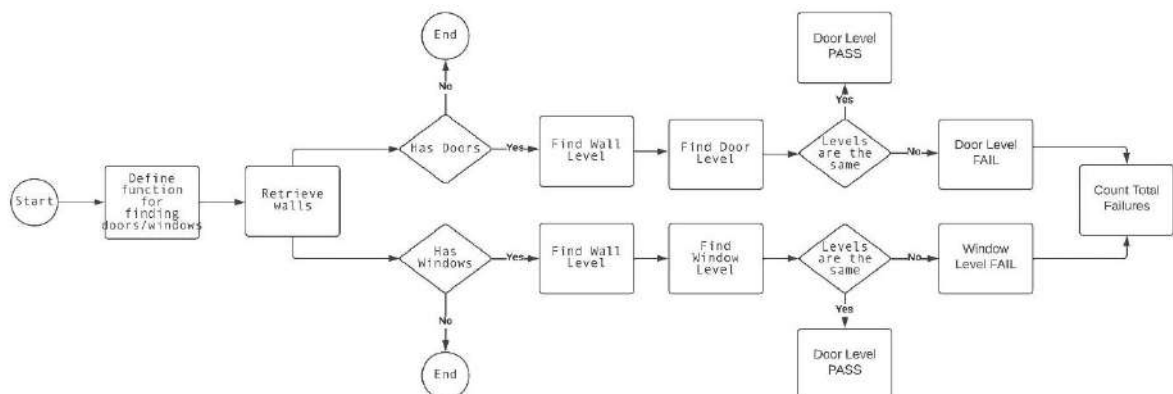 End
Door Level
PASS
No
Yes
Has Doors
Yes
Find Wall
Level
Find Door
Level
Levels
are the
same
No
Door Level
FAIL
Start
Define
function
for
finding
doors/windows
Retrieve
walls
Count Total
Failures
Has
Windows
Yes
Find Wall
Level
Find
Window
Level
Levels
are the
same
No
Window
Level FAIL
No
Yes
End
Door Level
PASS